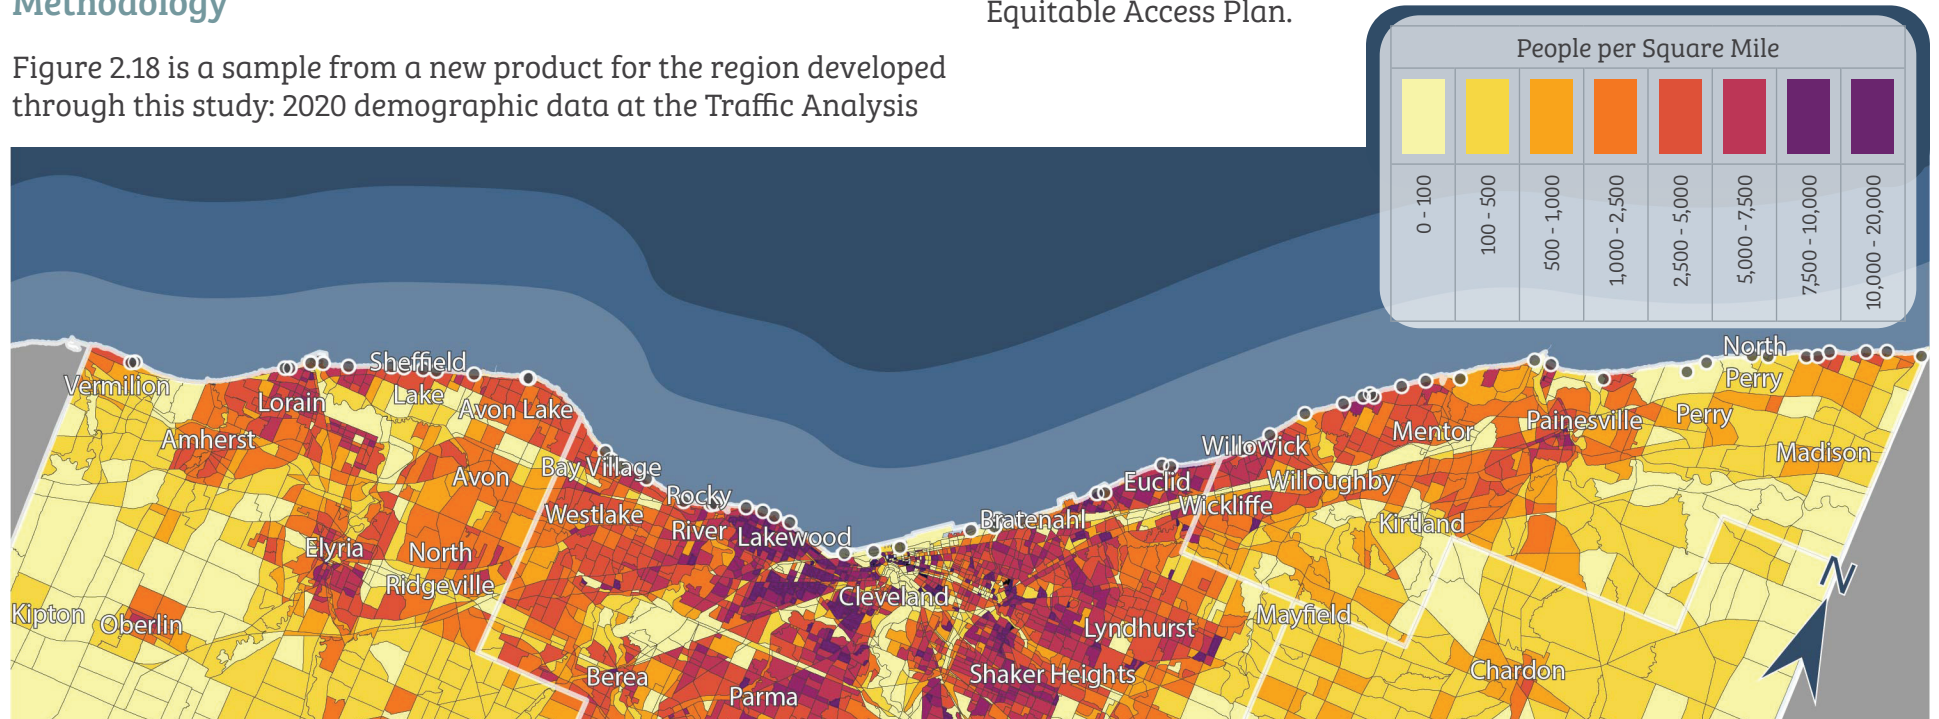 Methodology
Figure 2.18 is a sample from a new product for the region developed
through this study: 2020 demographic data at the Traffic Analysis
Equitable Access Plan.
People per Square Mile
0 - 100
100 - 500
500 - 1,000
1,000 - 2,500
2,500 - 5,000
5,000 - 7,500
7,500 - 10,000
10,000 - 20,000
Vermilion
Lorain
Sheffield
Lake
Avon Lake
Amherst
Avon
Bay Village
Westlake
Rocky
River
Lakewood
Elyria
North
Ridgeville
Kipton
Oberlin
Berea
Parma
Cleveland
Bratenahl
Euclid
Willowick
Wickliffe
Willoughby
Mentor
Kirtland
Painesville
North
Perry
Perry
Madison
Mayfield
Lyndhurst
Shaker Heights
Chardon
N